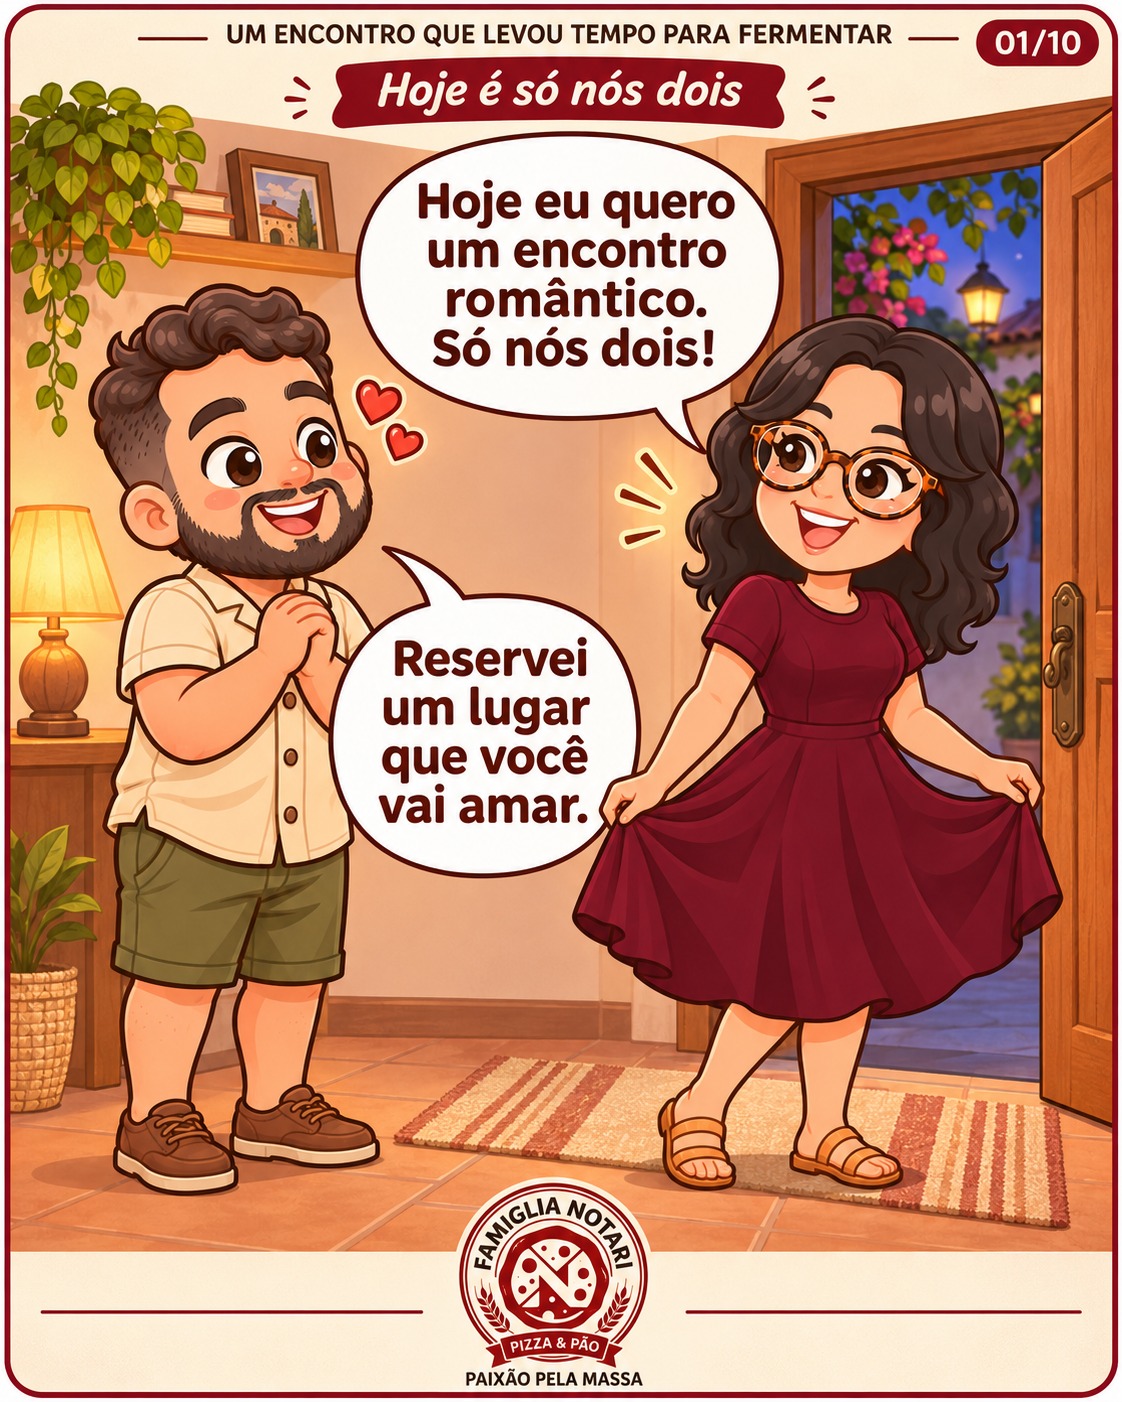 UM ENCONTRO QUE LEVOU TEMPO PARA FERMENTAR
01/10
Hoje é só nós dois
Hoje eu quero
um encontro
romântico.
Só nós dois!
Reservei
um lugar
que você
vai amar.
FAMIGLIA NOTARI
N
PIZZA & PÃO
PAIXÃO PELA MASSA